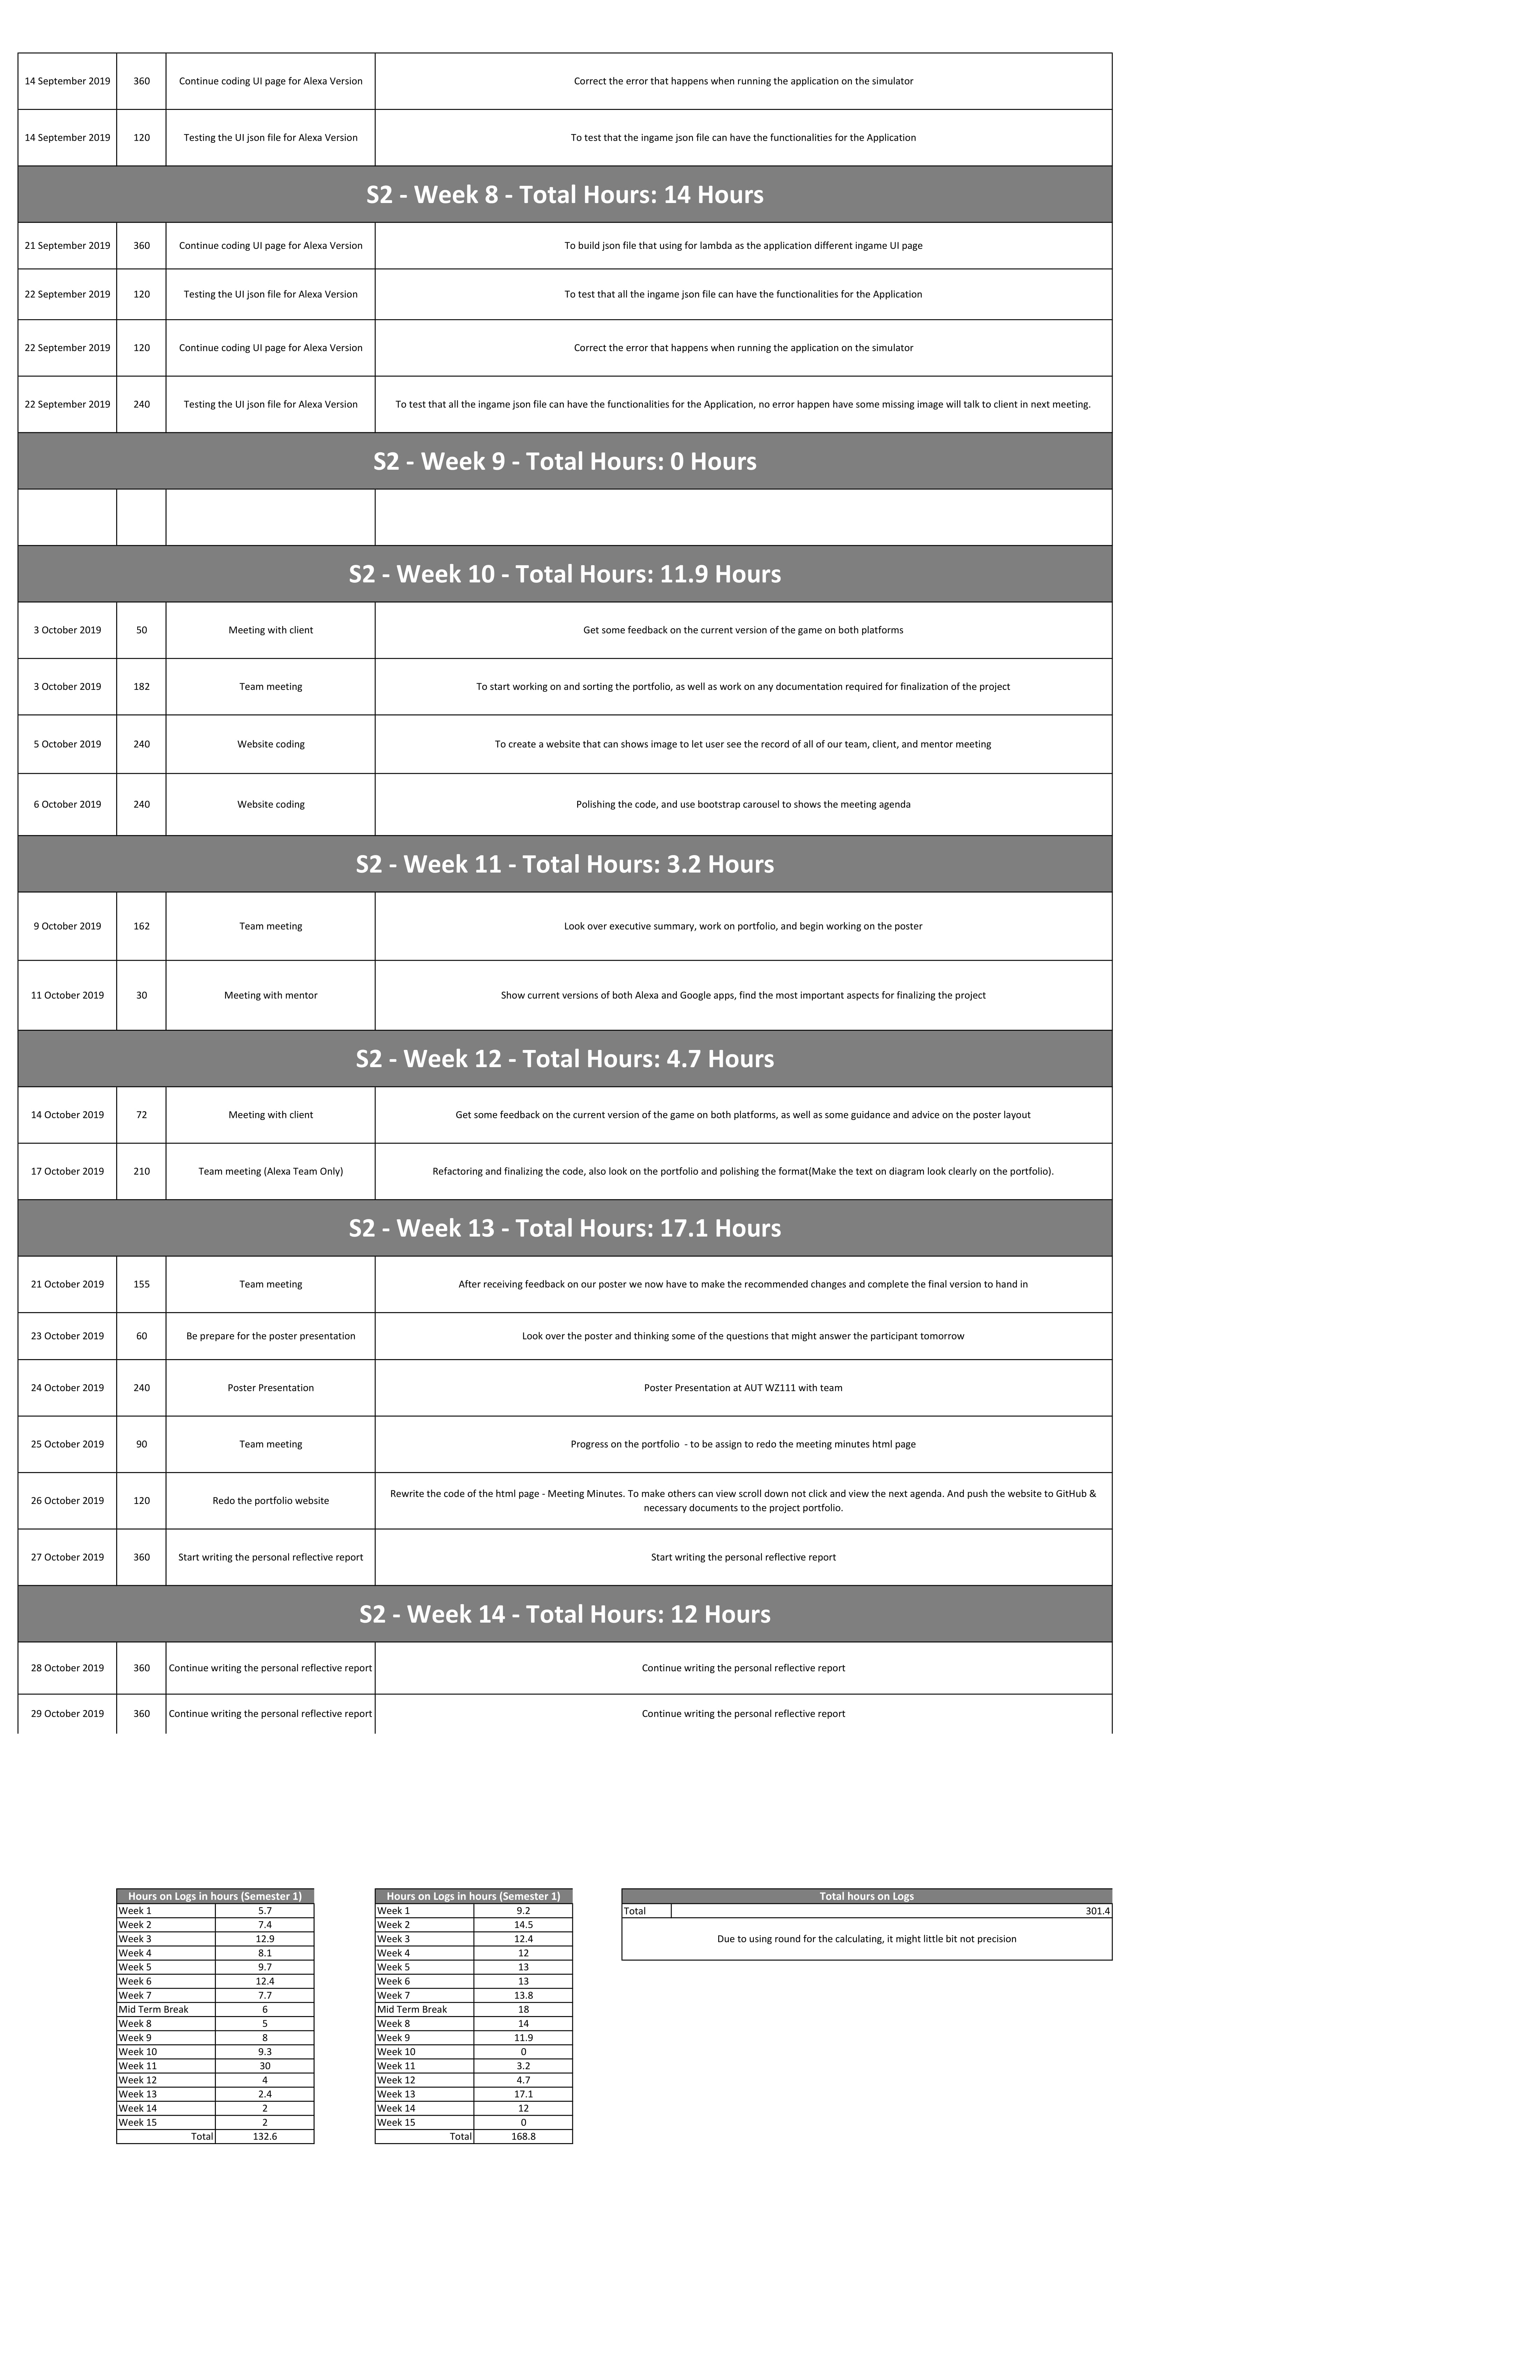 14 September 2019 360 Continue coding UI page for Alexa Version Correct the error that happens when running the application on the simulator
14 September 2019 120 Testing the UI json file for Alexa Version To test that the ingame json file can have the functionalities for the Application
S2 - Week 8 - Total Hours: 14 Hours
21 September 2019 360 Continue coding UI page for Alexa Version To build json file that using for lambda as the application different ingame UI page
22 September 2019 120 Testing the UI json file for Alexa Version To test that all the ingame json file can have the functionalities for the Application
22 September 2019 120 Continue coding UI page for Alexa Version Correct the error that happens when running the application on the simulator
22 September 2019 240 Testing the UI json file for Alexa Version To test that all the ingame json file can have the functionalities for the Application, no error happen have some missing image will talk to client in next meeting.
S2 - Week 9 - Total Hours: 0 Hours
S2 - Week 10 - Total Hours: 11.9 Hours
3 October 2019 50 Meeting with client Get some feedback on the current version of the game on both platforms
3 October 2019 182 Team meeting To start working on and sorting the portfolio, as well as work on any documentation required for finalization of the project
5 October 2019 240 Website coding To create a website that can shows image to let user see the record of all of our team, client, and mentor meeting
6 October 2019 240 Website coding Polishing the code, and use bootstrap carousel to shows the meeting agenda
S2 - Week 11 - Total Hours: 3.2 Hours
9 October 2019 162 Team meeting Look over executive summary, work on portfolio, and begin working on the poster
11 October 2019 30 Meeting with mentor Show current versions of both Alexa and Google apps, find the most important aspects for finalizing the project
S2 - Week 12 - Total Hours: 4.7 Hours
14 October 2019 72 Meeting with client Get some feedback on the current version of the game on both platforms, as well as some guidance and advice on the poster layout
17 October 2019 210 Team meeting (Alexa Team Only) Refactoring and finalizing the code, also look on the portfolio and polishing the format(Make the text on diagram look clearly on the portfolio).
S2 - Week 13 - Total Hours: 17.1 Hours
21 October 2019 155 Team meeting After receiving feedback on our poster we now have to make the recommended changes and complete the final version to hand in
23 October 2019 60 Be prepare for the poster presentation Look over the poster and thinking some of the questions that might answer the participant tomorrow
24 October 2019 240 Poster Presentation Poster Presentation at AUT WZ111 with team
25 October 2019 90 Team meeting Progress on the portfolio - to be assign to redo the meeting minutes html page
26 October 2019 120 Redo the portfolio website Rewrite the code of the html page - Meeting Minutes. To make others can view scroll down not click and view the next agenda. And push the website to GitHub &
necessary documents to the project portfolio.
27 October 2019 360 Start writing the personal reflective report Start writing the personal reflective report
S2 - Week 14 - Total Hours: 12 Hours
28 October 2019 360 Continue writing the personal reflective report Continue writing the personal reflective report
29 October 2019 360 Continue writing the personal reflective report Continue writing the personal reflective report
Hours on Logs in hours (Semester 1) Hours on Logs in hours (Semester 1) Total hours on Logs
Week 1 5.7 Week 1 9.2 Total 301.4
Week 2 7.4 Week 2 14.5
Week 3 12.9 Week 3 12.4 Due to using round for the calculating, it might little bit not precision
Week 4 8.1 Week 4 12
Week 5 9.7 Week 5 13
Week 6 12.4 Week 6 13
Week 7 7.7 Week 7 13.8
Mid Term Break 6 Mid Term Break 18
Week 8 5 Week 8 14
Week 9 8 Week 9 11.9
Week 10 9.3 Week 10 0
Week 11 30 Week 11 3.2
Week 12 4 Week 12 4.7
Week 13 2.4 Week 13 17.1
Week 14 2 Week 14 12
Week 15 2 Week 15 0
Total 132.6 Total 168.8